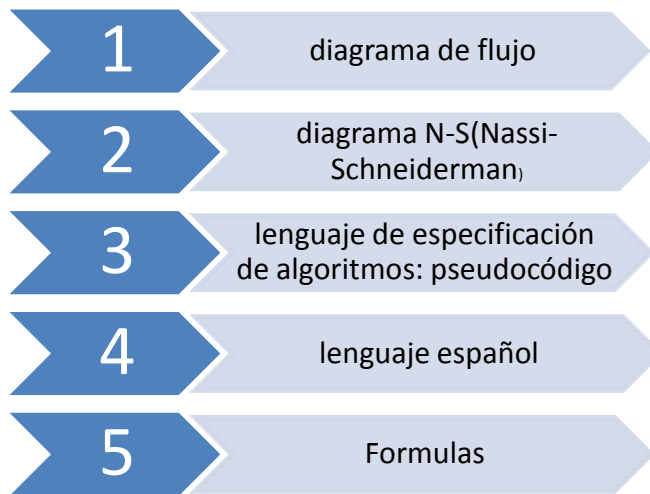 1
diagrama de flujo
2
diagrama N-S(Nassi-
Schneiderman)
3
lenguaje de especificación
de algoritmos: pseudocódigo
4
lenguaje español
5
Formulas